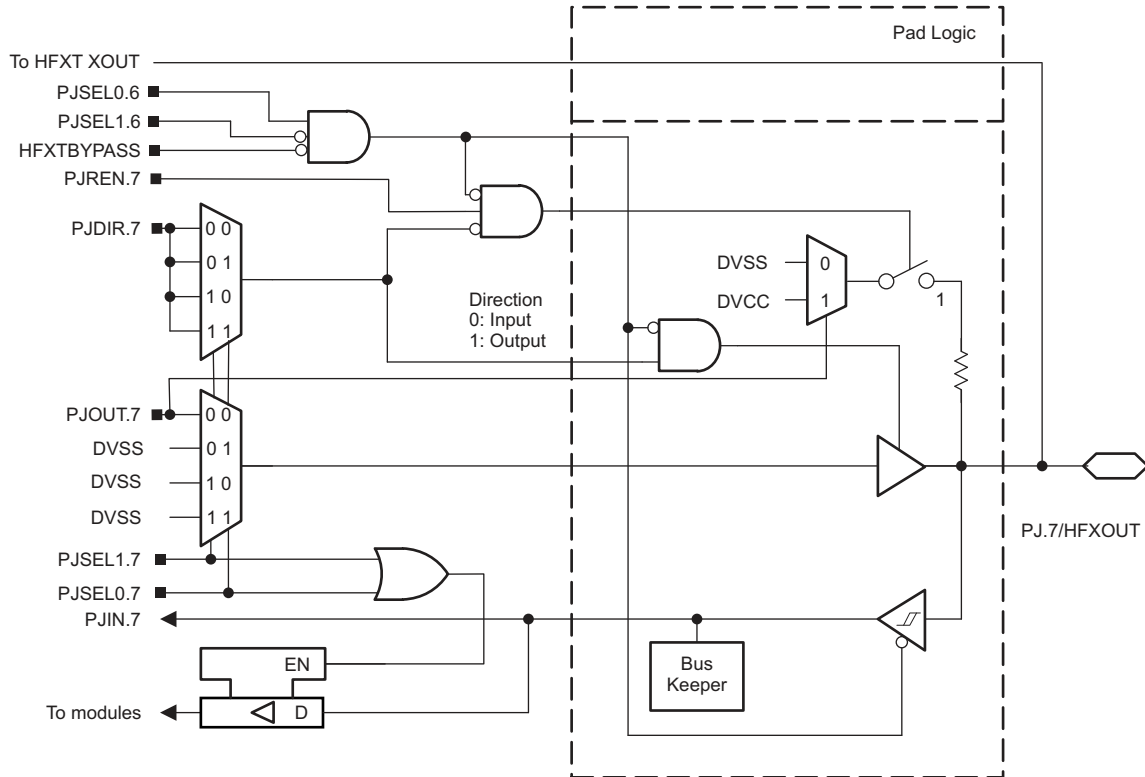 Pad Logic
To HFXT XOUT
PJSEL0.6
PJSEL1.6
HFXTBYPASS
PJREN.7
PJDIR.7
0 0
0 1
1 0
1 1
DVSS
0
DVCC
1
1
Direction
0: Input
1: Output
PJOUT.7
0 0
DVSS
0 1
DVSS
1 0
DVSS
1 1
PJ.7/HFXOUT
PJSEL1.7
PJSEL0.7
PJIN.7
EN
Bus
Keeper
To modules
D